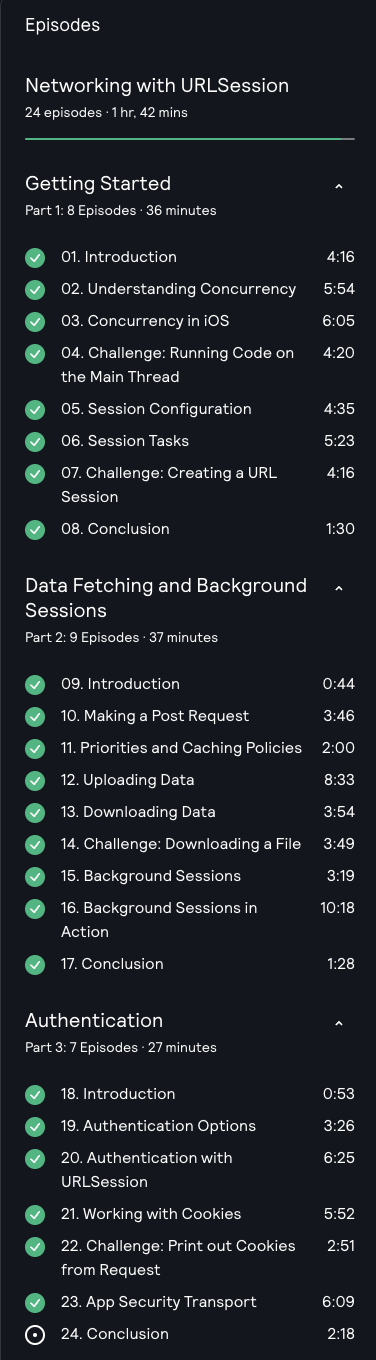 Episodes
Networking with URLSession
24 episodes · 1 hr, 42 mins
Getting Started
Part 1: 8 Episodes · 36 minutes
01. Introduction 4:16
02. Understanding Concurrency 5:54
03. Concurrency in iOS 6:05
04. Challenge: Running Code on 4:20
the Main Thread
05. Session Configuration 4:35
06. Session Tasks 5:23
07. Challenge: Creating a URL 4:16
Session
08. Conclusion 1:30
Data Fetching and Background
Sessions
Part 2: 9 Episodes · 37 minutes
09. Introduction 0:44
10. Making a Post Request 3:46
11. Priorities and Caching Policies 2:00
12. Uploading Data 8:33
13. Downloading Data 3:54
14. Challenge: Downloading a File 3:49
15. Background Sessions 3:19
16. Background Sessions in 10:18
Action
17. Conclusion 1:28
Authentication
Part 3: 7 Episodes · 27 minutes
18. Introduction 0:53
19. Authentication Options 3:26
20. Authentication with 6:25
URLSession
21. Working with Cookies 5:52
22. Challenge: Print out Cookies 2:51
from Request
23. App Security Transport 6:09
24. Conclusion 2:18